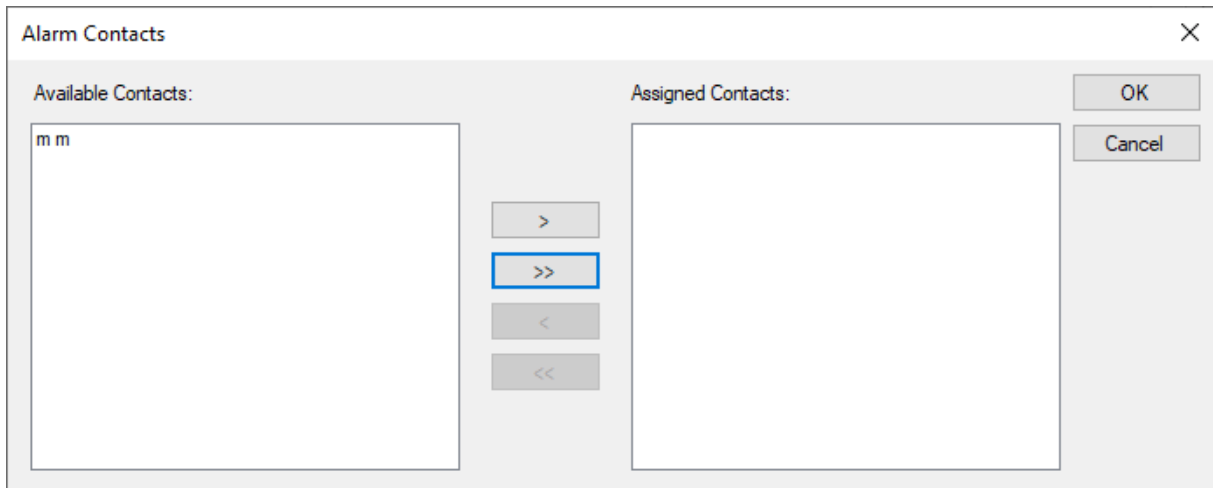 Alarm Contacts
Available Contacts:
Assigned Contacts:
OK
m m
Cancel
>
>>
<
<<